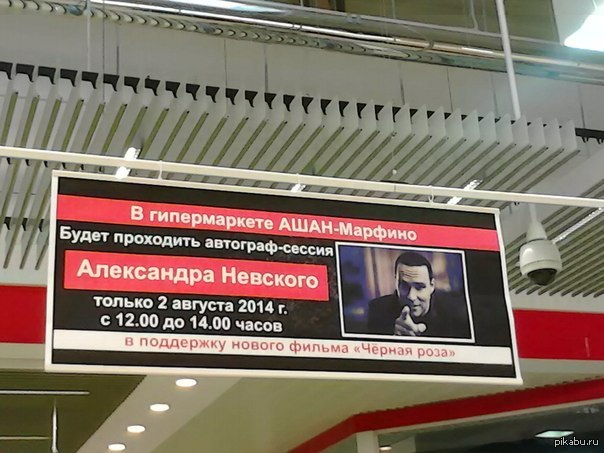 В гипермаркете АШАН-Марфино
Будет проходить автограф-сессия
Александра Невского
только 2 августа 2014 г.
с 12.00 до 14.00 часов
в поддержку нового фильма «Чёрная роза»
pikabu.ru